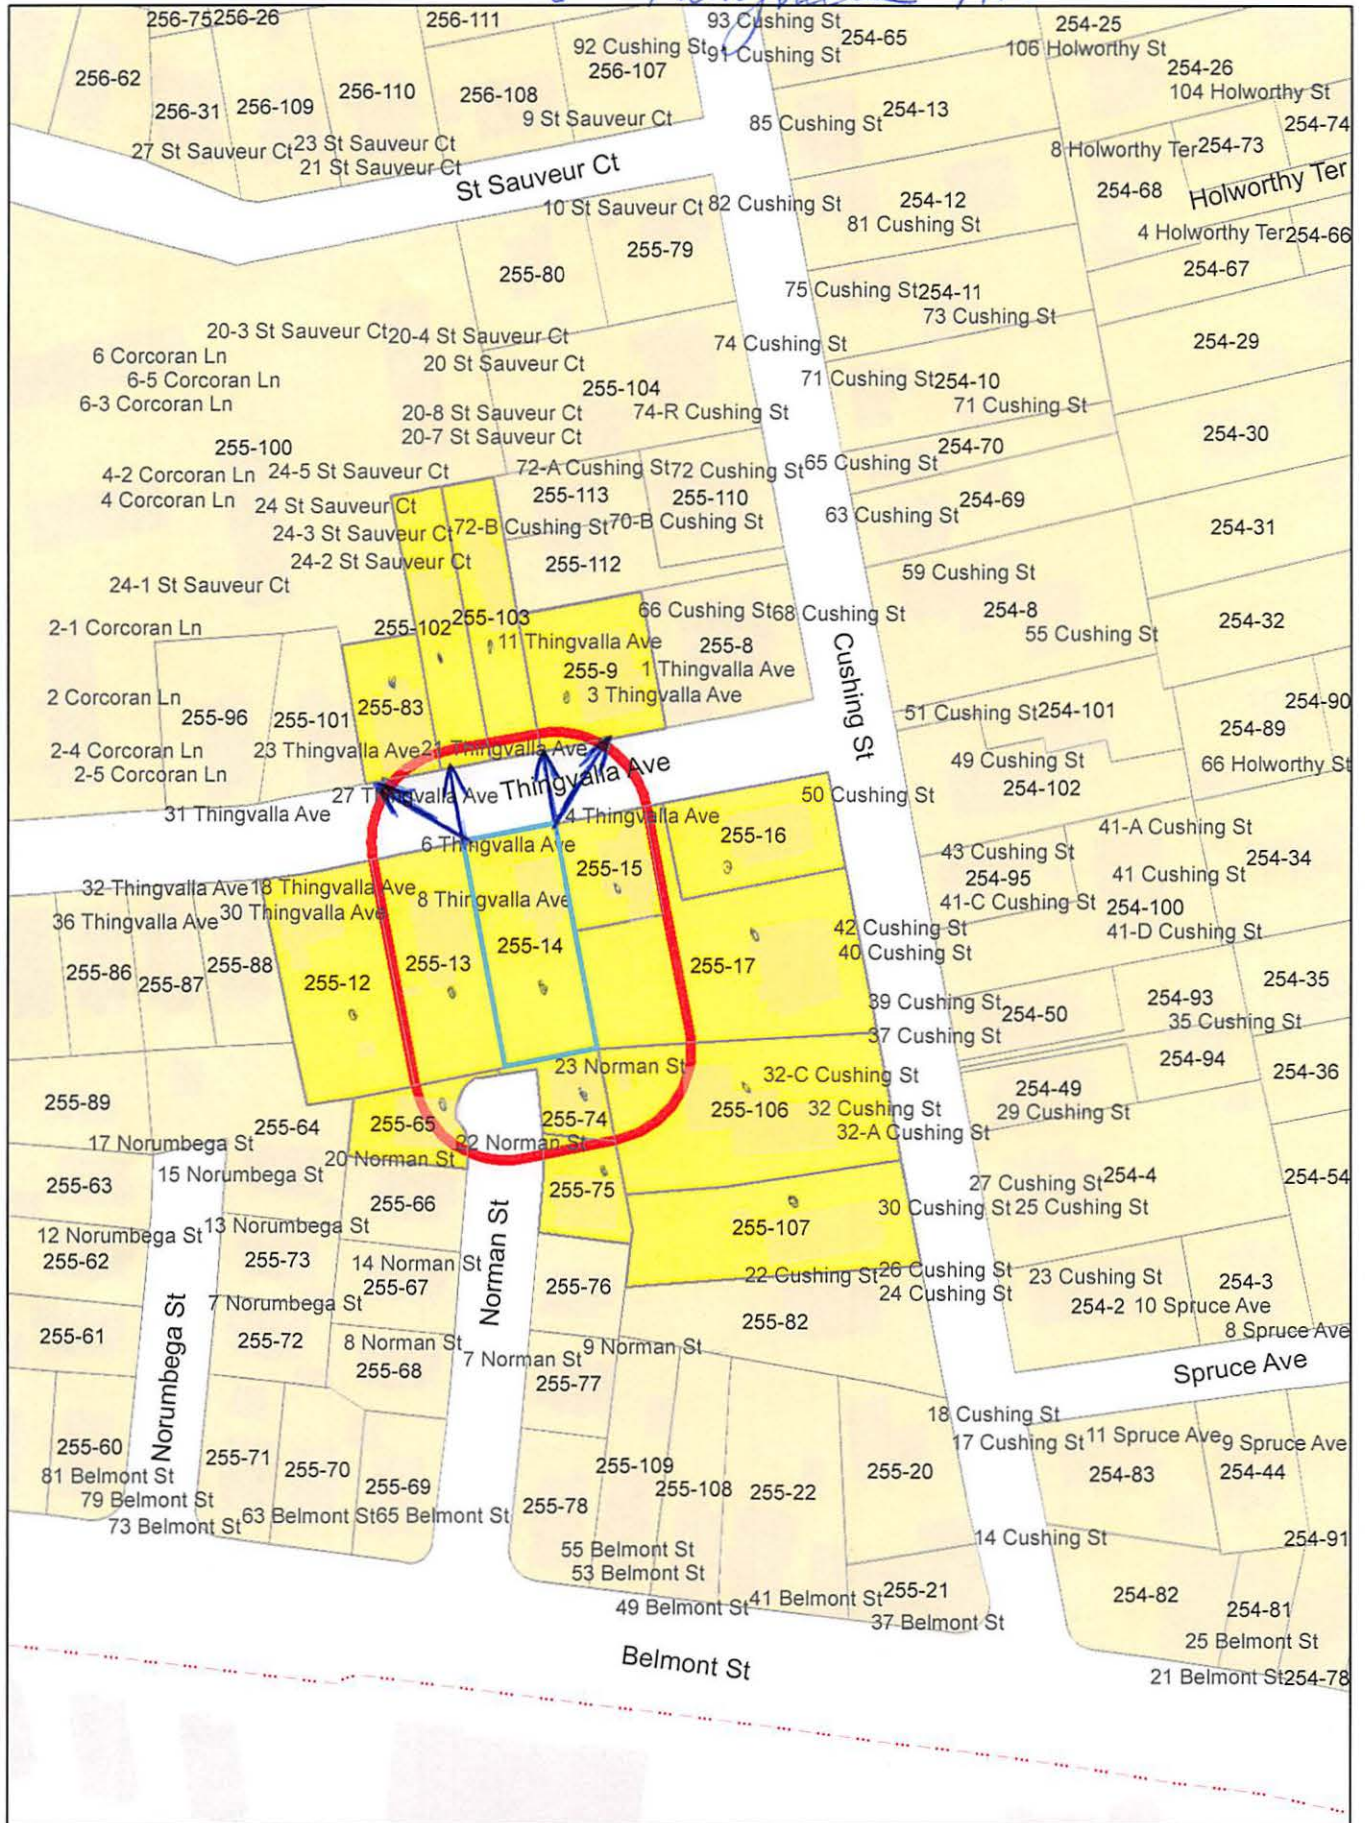 93 Cushing St
256-75 256-26 256-111 254-65 254-25
92 Cushing St 91 Cushing St 106 Holworthy St
256-62 256-107 254-26
256-31 256-109 256-110 256-108 254-13 104 Holworthy St
9 St Sauveur Ct 85 Cushing St 254-74
27 St Sauveur Ct 23 St Sauveur Ct 8 Holworthy Ter 254-73
21 St Sauveur Ct
St Sauveur Ct 254-68 Holworthy Ter
10 St Sauveur Ct 82 Cushing St 254-12
81 Cushing St 4 Holworthy Ter 254-66
255-80 255-79 254-67
75 Cushing St 254-11
73 Cushing St
20-3 St Sauveur Ct 20-4 St Sauveur Ct 74 Cushing St 254-29
6 Corcoran Ln 20 St Sauveur Ct
6-5 Corcoran Ln 255-104 71 Cushing St 254-10
6-3 Corcoran Ln 20-8 St Sauveur Ct 74-R Cushing St 71 Cushing St
20-7 St Sauveur Ct 254-30
255-100 254-70
4-2 Corcoran Ln 24-5 St Sauveur Ct 72-A Cushing St 72 Cushing St 65 Cushing St
4 Corcoran Ln 24 St Sauveur Ct 255-113 255-110 254-69
24-3 St Sauveur Ct 72-B Cushing St 70-B Cushing St 63 Cushing St 254-31
24-2 St Sauveur Ct 255-112 59 Cushing St
24-1 St Sauveur Ct
2-1 Corcoran Ln 255-102 255-103 66 Cushing St 68 Cushing St 254-8 254-32
11 Thingvalla Ave 255-8 55 Cushing St
255-9 1 Thingvalla Ave Cushing St
2 Corcoran Ln 255-83 3 Thingvalla Ave 254-90
255-96 255-101 51 Cushing St 254-101 254-89
2-4 Corcoran Ln 23 Thingvalla Ave 21 Thingvalla Ave 49 Cushing St 66 Holworthy St
2-5 Corcoran Ln Thingvalla Ave 254-102
27 Thingvalla Ave 50 Cushing St
31 Thingvalla Ave 4 Thingvalla Ave 41-A Cushing St
6 Thingvalla Ave 255-16 43 Cushing St 254-34
255-15 254-95 41 Cushing St
32 Thingvalla Ave 18 Thingvalla Ave 8 Thingvalla Ave 41-C Cushing St 254-100
36 Thingvalla Ave 30 Thingvalla Ave 42 Cushing St 41-D Cushing St
255-14 40 Cushing St
255-86 255-87 255-88 255-12 255-13 255-17 254-35
39 Cushing St 254-50 254-93
37 Cushing St 35 Cushing St
23 Norman St 254-94
32-C Cushing St 254-49 254-36
255-89 255-64 255-65 255-74 255-106 32 Cushing St 29 Cushing St
17 Norumbega St 22 Norman St 32-A Cushing St
20 Norman St
255-63 15 Norumbega St 255-75 27 Cushing St 254-4 254-54
255-66 30 Cushing St 25 Cushing St
12 Norumbega St 13 Norumbega St 255-107
255-62 255-73 14 Norman St Norman St
255-67 255-76 22 Cushing St 26 Cushing St 23 Cushing St 254-3
7 Norumbega St 24 Cushing St 254-2 10 Spruce Ave
255-61 Norumbega St 255-72 8 Norman St 255-82 8 Spruce Ave
255-68 7 Norman St 9 Norman St
255-77 Spruce Ave
18 Cushing St
255-60 17 Cushing St 11 Spruce Ave 9 Spruce Ave
255-71 255-70 255-109 255-20 254-83 254-44
81 Belmont St 255-69 255-108 255-22
79 Belmont St 255-78
73 Belmont St 63 Belmont St 65 Belmont St 14 Cushing St 254-91
55 Belmont St
53 Belmont St 255-21 254-82
49 Belmont St 41 Belmont St 254-81
37 Belmont St 25 Belmont St
Belmont St 21 Belmont St 254-78